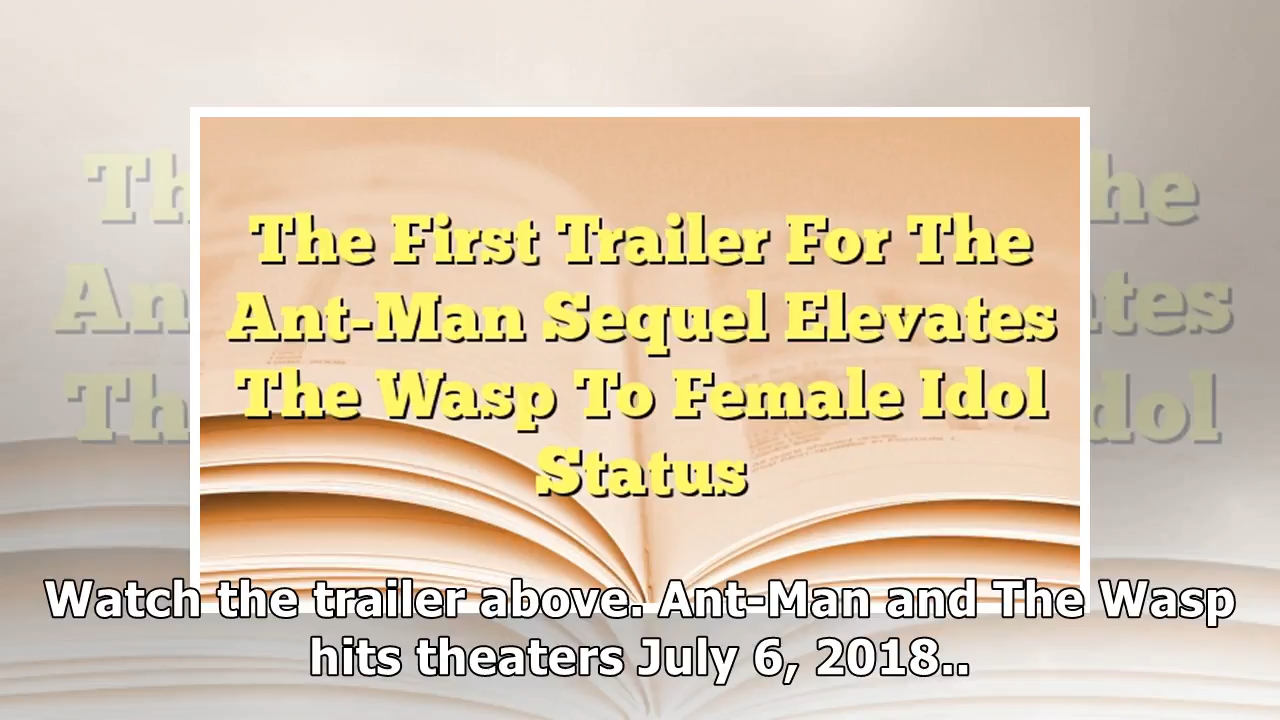 The First Trailer For The
Ant-Man Sequel Elevates
The Wasp To Female Idol
Status
Watch the trailer above. Ant-Man and The Wasp
hits theaters July 6, 2018..